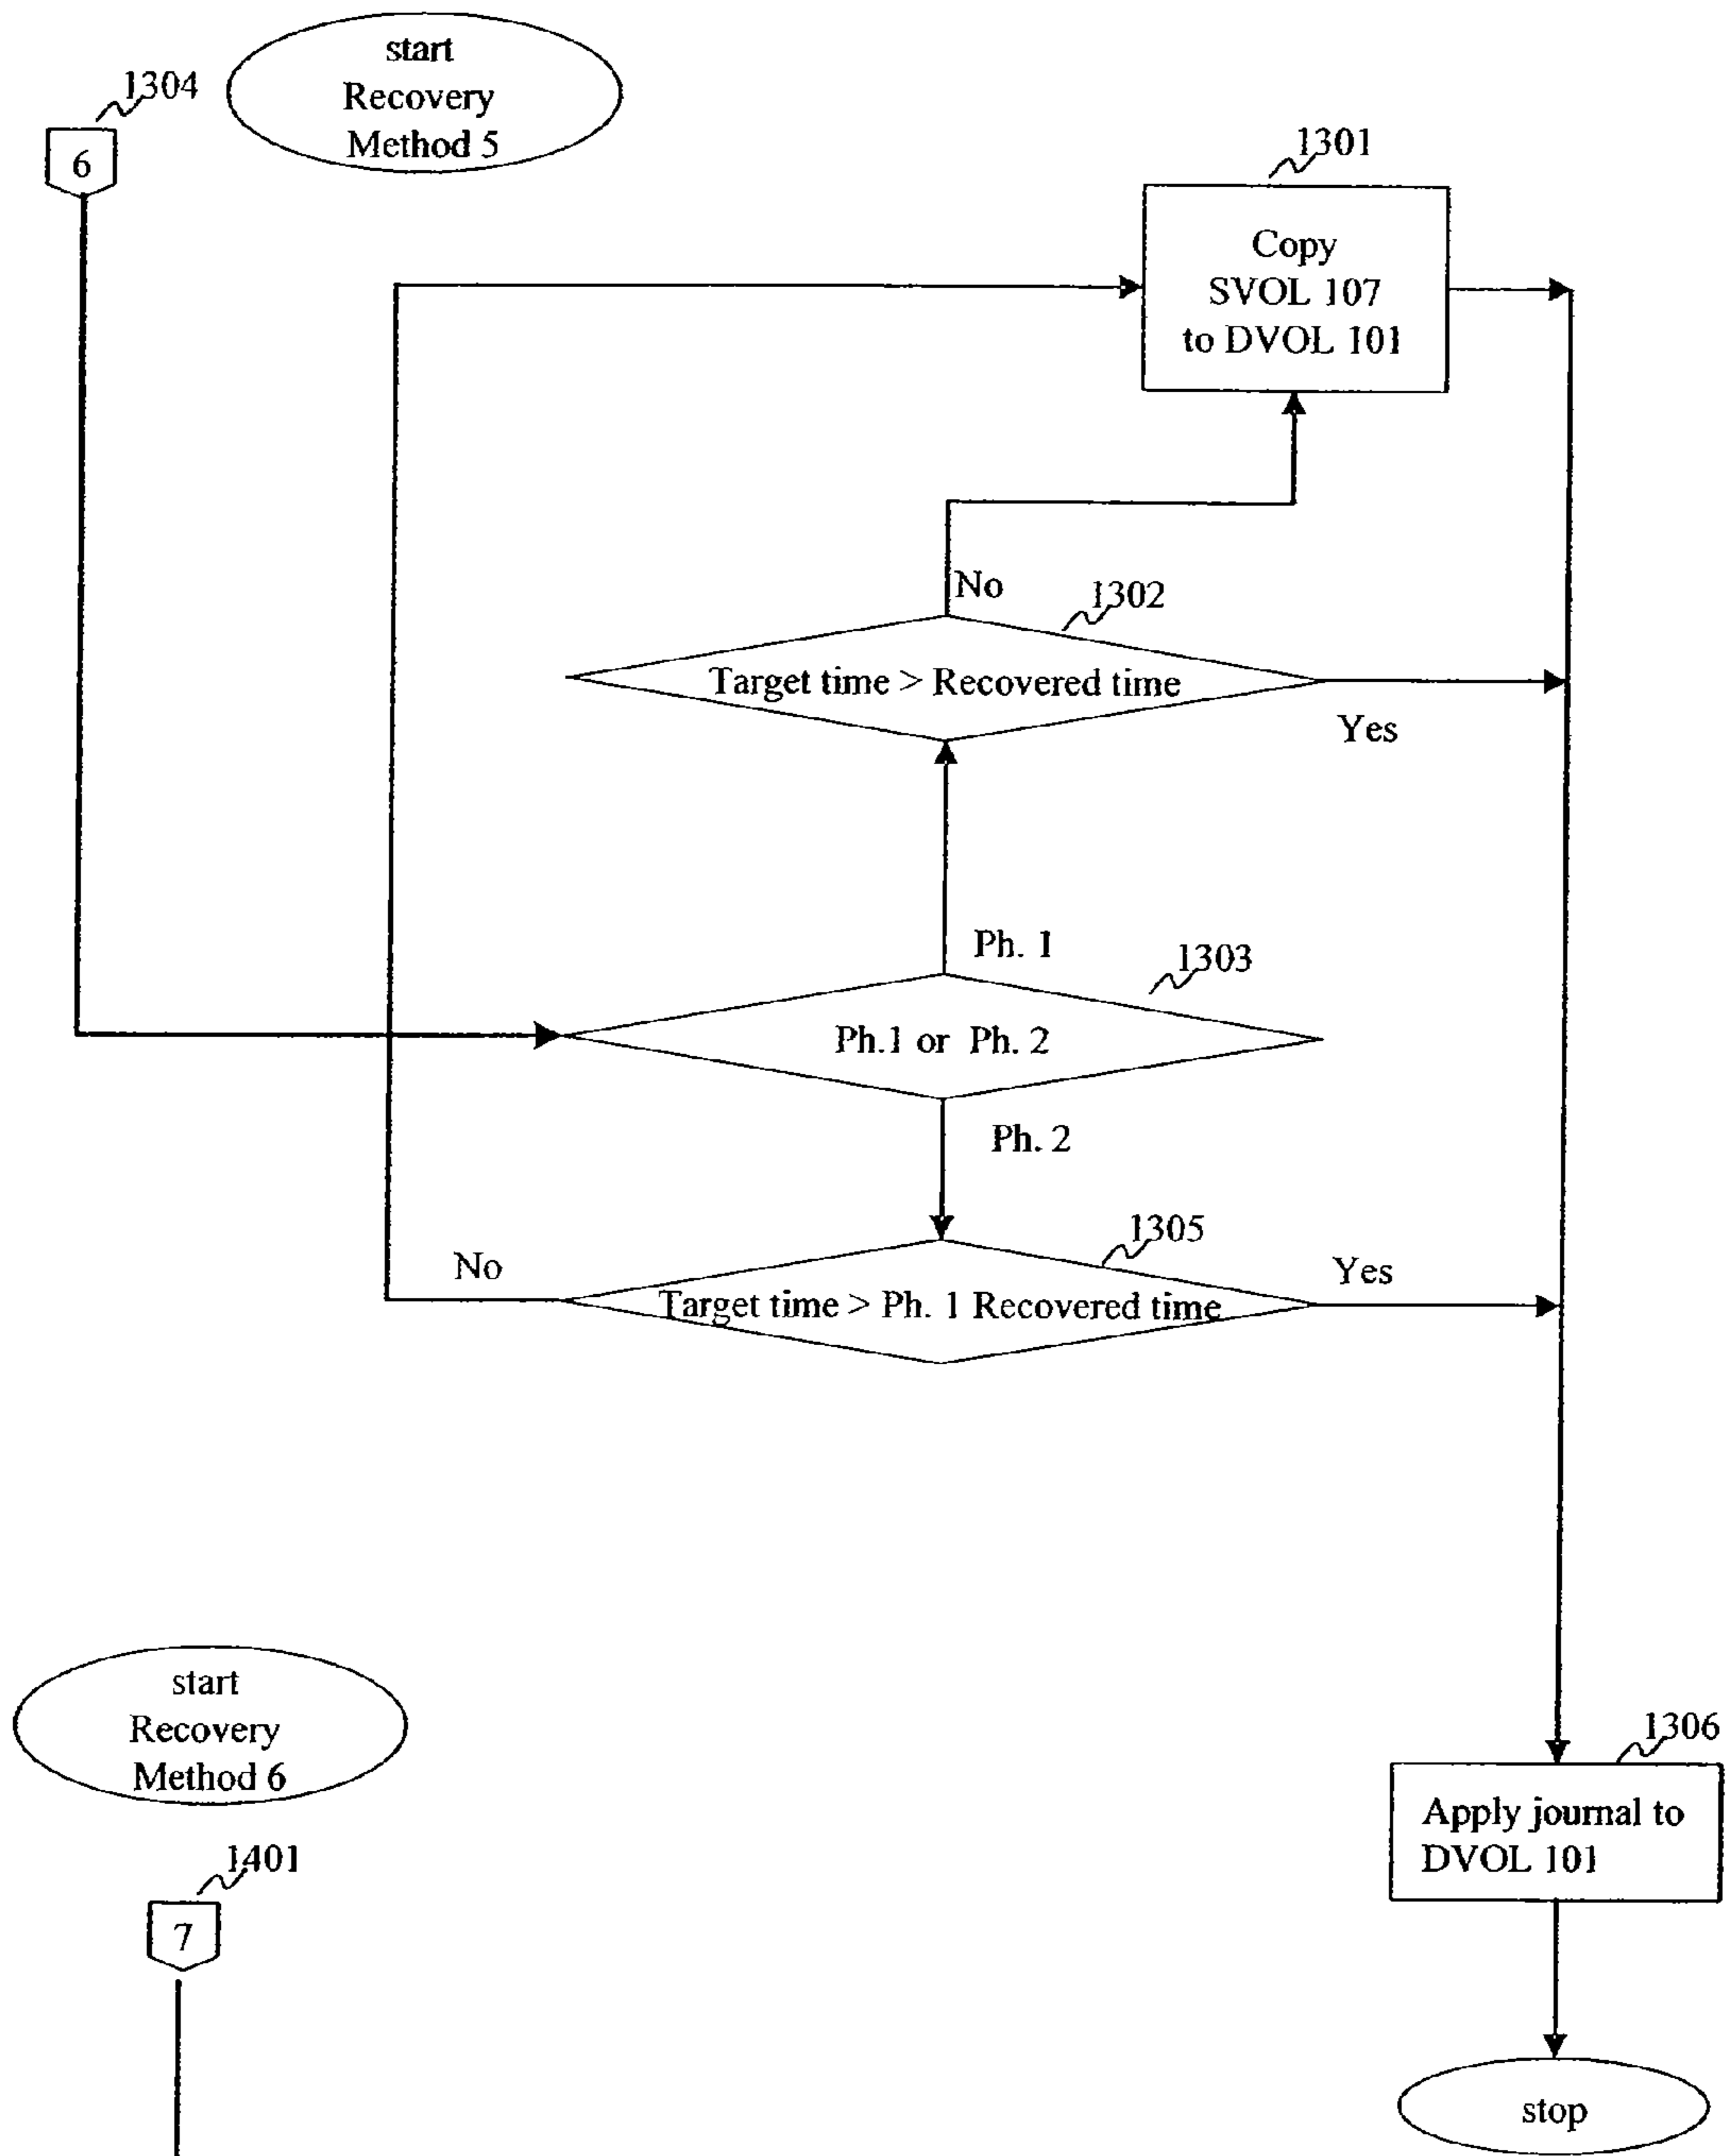 start
Recovery
Method 5
1304
6
1301
Copy
SVOL 107
to DVOL 101
No
1302
Target time > Recovered time
Yes
Ph. 1
1303
Ph.1 or Ph. 2
Ph. 2
1305
No
Yes
Target time > Ph. 1 Recovered time
start
Recovery
Method 6
1306
Apply journal to
DVOL 101
1401
7
stop